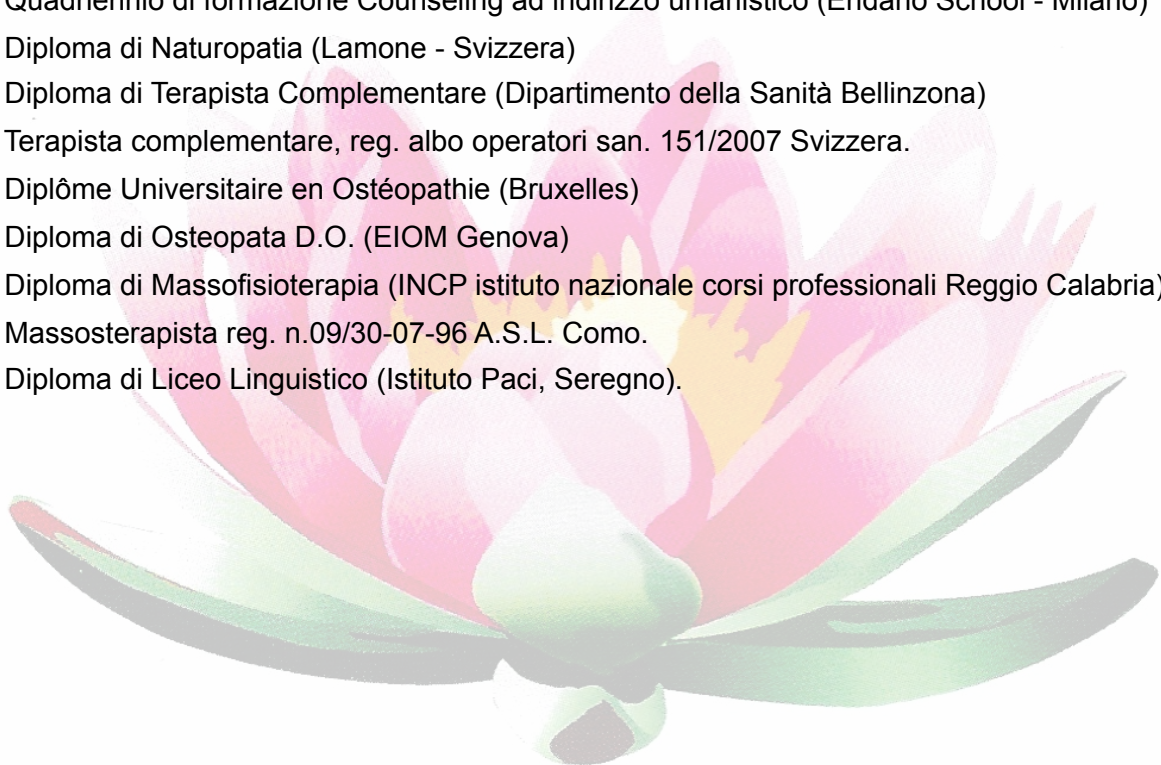 Quadriennio di formazione Counseling ad indirizzo umanistico (Eridano School - Milano)
Diploma di Naturopatia (Lamone - Svizzera)
Diploma di Terapista Complementare (Dipartimento della Sanità Bellinzona)
Terapista complementare, reg. albo operatori san. 151/2007 Svizzera.
Diplôme Universitaire en Ostéopathie (Bruxelles)
Diploma di Osteopata D.O. (EIOM Genova)
Diploma di Massofisioterapia (INCP istituto nazionale corsi professionali Reggio Calabria)
Massosterapista reg. n.09/30-07-96 A.S.L. Como.
Diploma di Liceo Linguistico (Istituto Paci, Seregno).